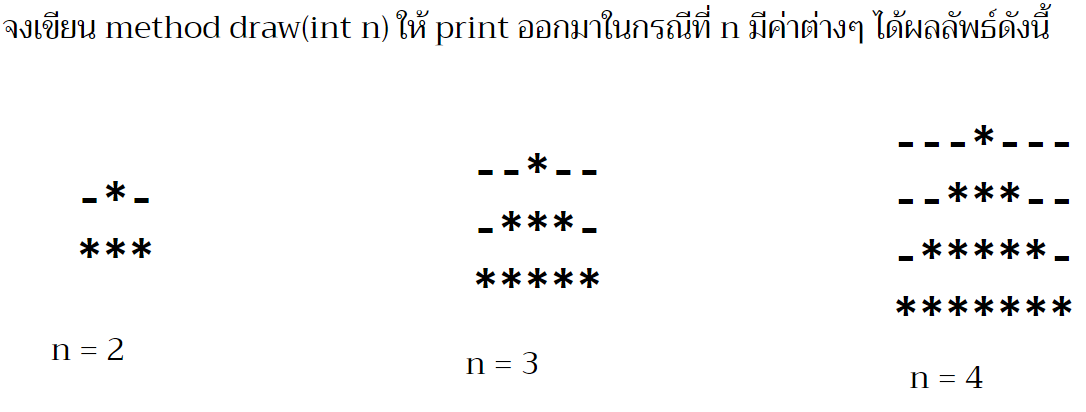 จงเขียน method draw(int n) ให้ print ออกมาในกรณีที่ n มีค่าต่างๆ ได้ผลลัพธ์ดังนี้
-*-
***
n = 2
--*--
-***-
*****
n = 3
---*---
--***--
-*****-
*******
n = 4